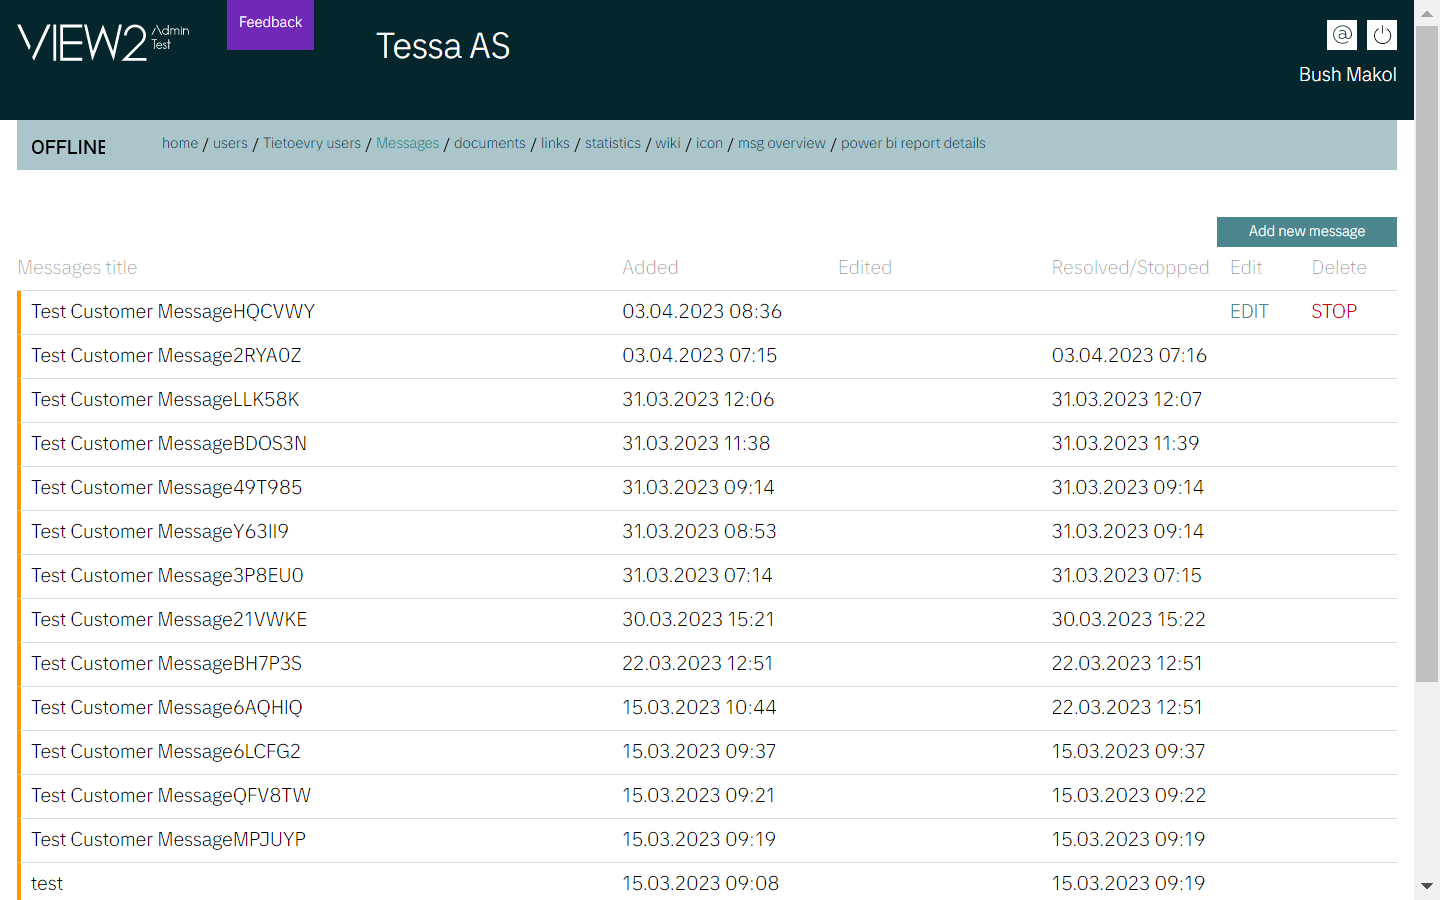 VIEW2 Admin Test
Feedback
Tessa AS
@
Bush Makol
OFFLINE
home / users / Tietoevry users / Messages / documents / links / statistics / wiki / icon / msg overview / power bi report details
Add new message
Messages title Added Edited Resolved/Stopped Edit Delete
Test Customer MessageHQCVWY 03.04.2023 08:36 EDIT STOP
Test Customer Message2RYA0Z 03.04.2023 07:15 03.04.2023 07:16
Test Customer MessageLLK58K 31.03.2023 12:06 31.03.2023 12:07
Test Customer MessageBDOS3N 31.03.2023 11:38 31.03.2023 11:39
Test Customer Message49T985 31.03.2023 09:14 31.03.2023 09:14
Test Customer MessageY63II9 31.03.2023 08:53 31.03.2023 09:14
Test Customer Message3P8EU0 31.03.2023 07:14 31.03.2023 07:15
Test Customer Message21VWKE 30.03.2023 15:21 30.03.2023 15:22
Test Customer MessageBH7P3S 22.03.2023 12:51 22.03.2023 12:51
Test Customer Message6AQHIQ 15.03.2023 10:44 22.03.2023 12:51
Test Customer Message6LCFG2 15.03.2023 09:37 15.03.2023 09:37
Test Customer MessageQFV8TW 15.03.2023 09:21 15.03.2023 09:22
Test Customer MessageMPJUYP 15.03.2023 09:19 15.03.2023 09:19
test 15.03.2023 09:08 15.03.2023 09:19